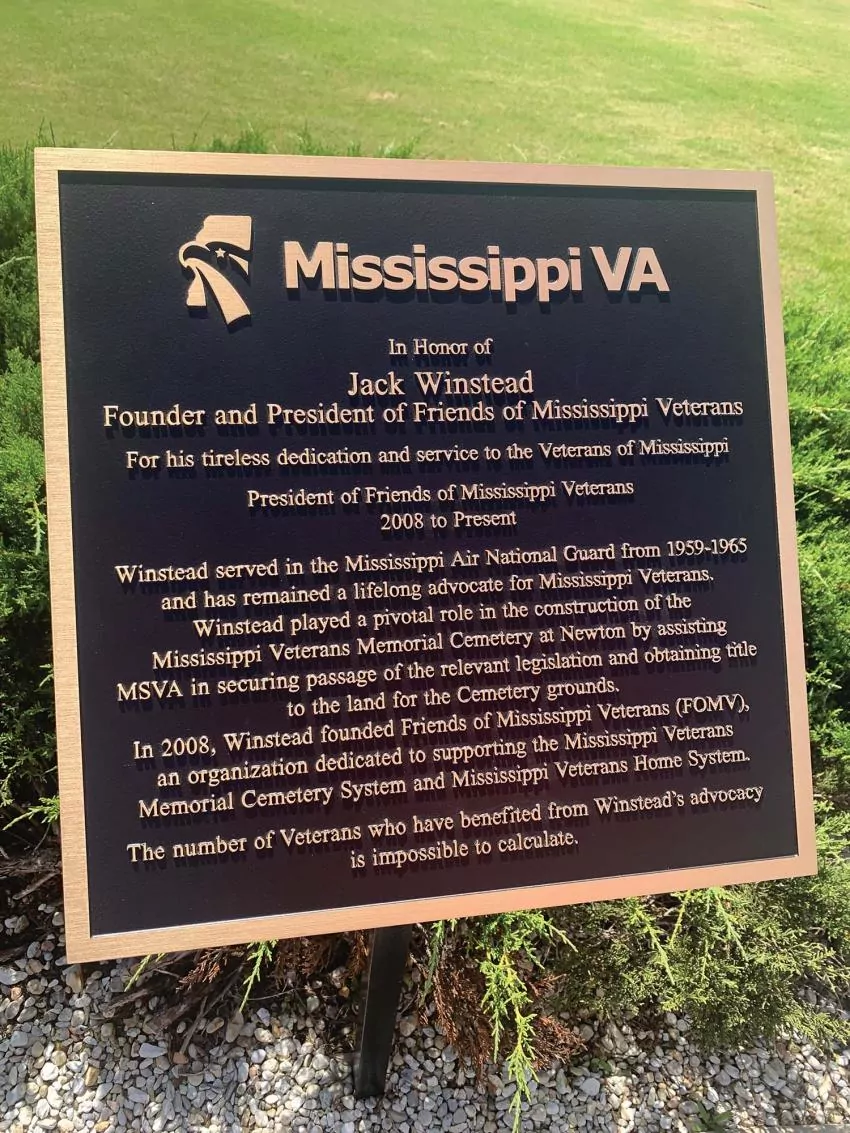 Mississippi VA
In Honor of
Jack Winstead
Founder and President of Friends of Mississippi Veterans
For his tireless dedication and service to the Veterans of Mississippi
President of Friends of Mississippi Veterans
2008 to Present
Winstead served in the Mississippi Air National Guard from 1959-1965
and has remained a lifelong advocate for Mississippi Veterans.
Winstead played a pivotal role in the construction of the
Mississippi Veterans Memorial Cemetery at Newton by assisting
MSVA in securing passage of the relevant legislation and obtaining title
to the land for the Cemetery grounds.
In 2008, Winstead founded Friends of Mississippi Veterans (FOMV),
an organization dedicated to supporting the Mississippi Veterans
Memorial Cemetery System and Mississippi Veterans Home System.
The number of Veterans who have benefited from Winstead's advocacy
is impossible to calculate.